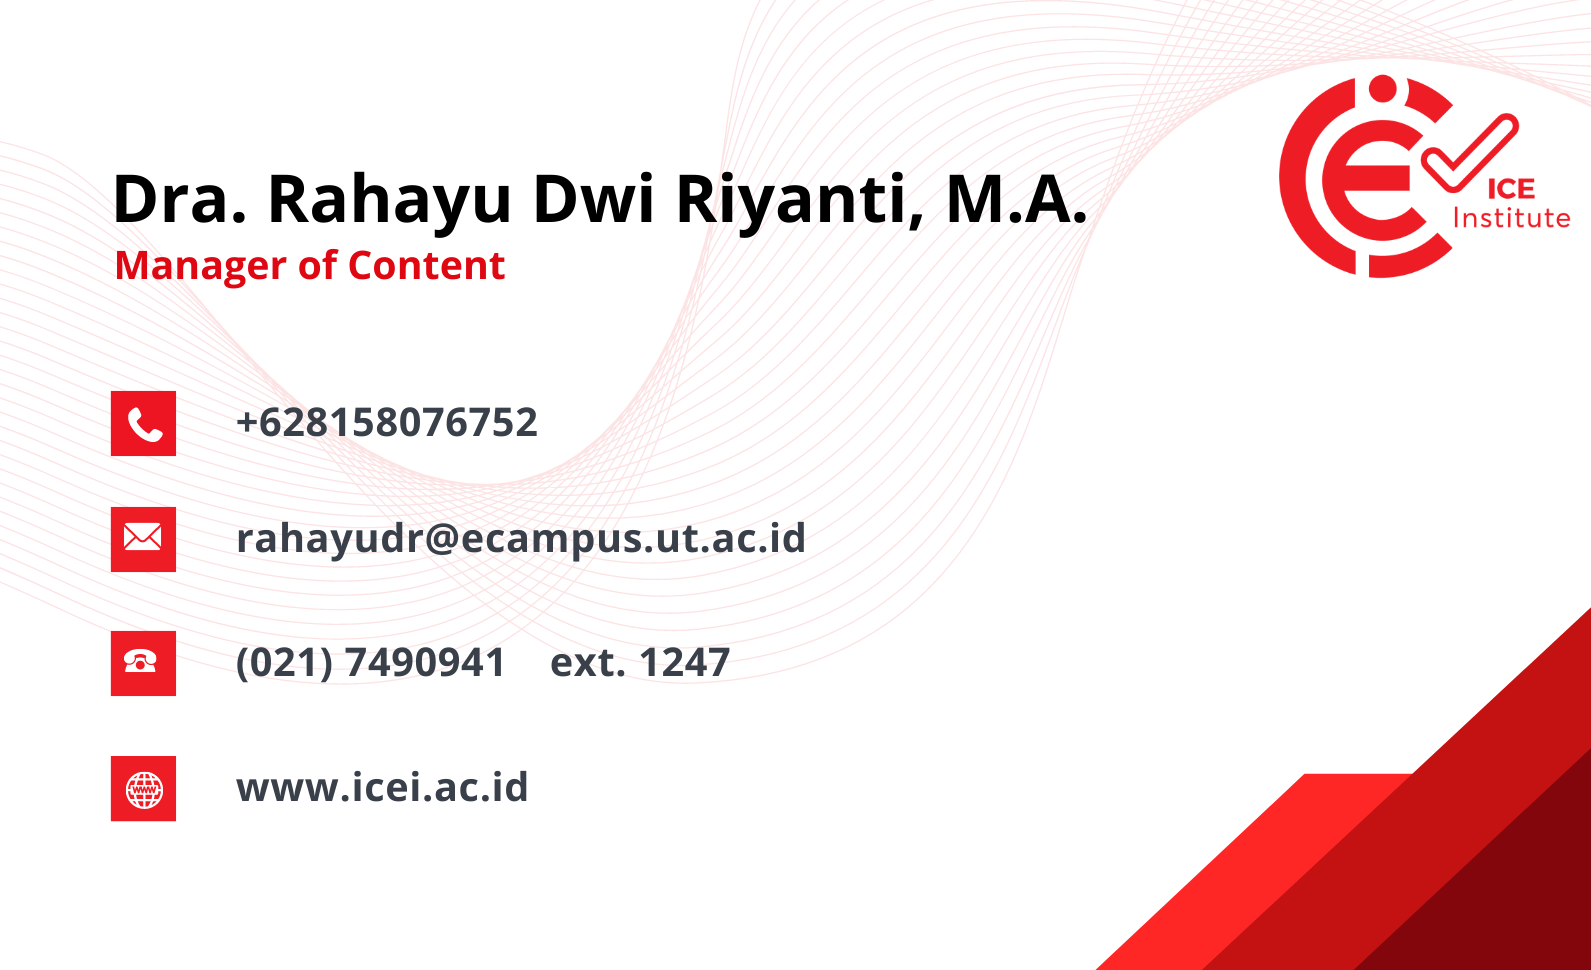 Dra. Rahayu Dwi Riyanti, M.A.
Manager of Content
ICE
Institute
+628158076752
rahayudr@ecampus.ut.ac.id
(021) 7490941 ext. 1247
www.icei.ac.id